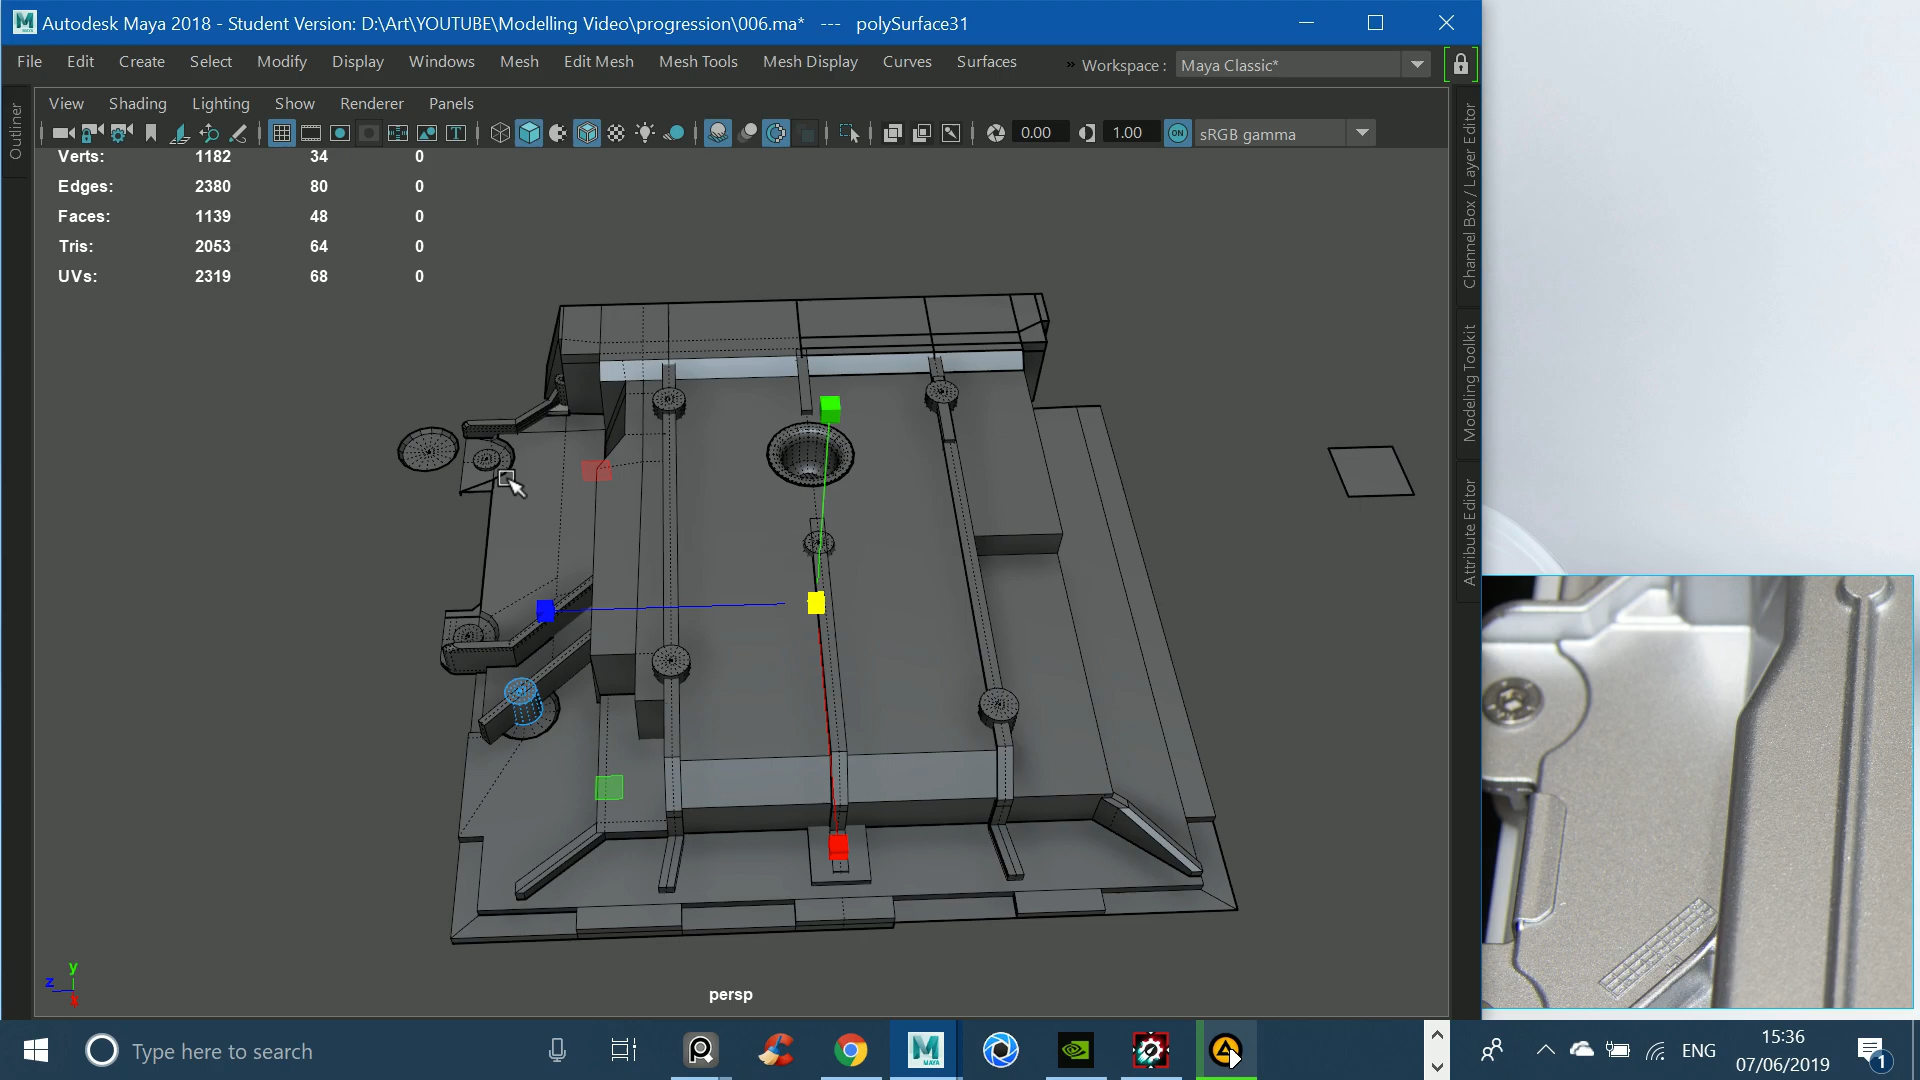 Autodesk Maya 2018 - Student Version: D:\Art\YOUTUBE\Modelling Video\progression\006.ma* --- polySurface31
File Edit Create Select Modify Display Windows Mesh Edit Mesh Mesh Tools Mesh Display Curves Surfaces » Workspace : Maya Classic*
View Shading Lighting Show Renderer Panels
0.00 1.00 ON sRGB gamma
Outliner
Channel Box / Layer Editor
Modeling Toolkit
Attribute Editor
Verts: 1182 34 0
Edges: 2380 80 0
Faces: 1139 48 0
Tris: 2053 64 0
UVs: 2319 68 0
y
z
x
persp
Type here to search
MAYA
ENG
15:36
07/06/2019
1